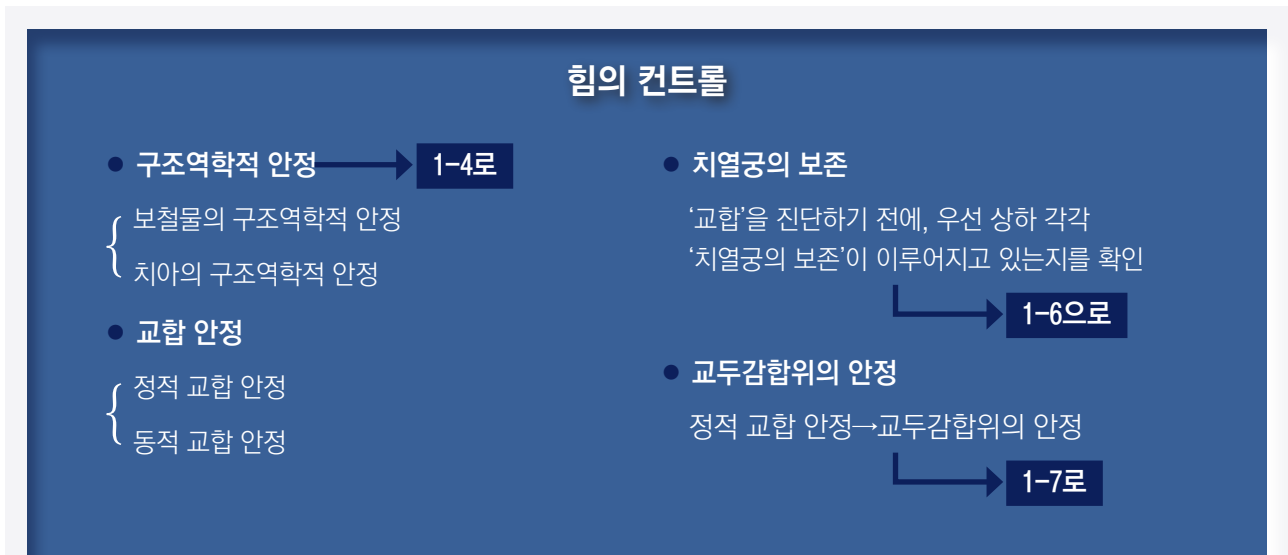 힘의 컨트롤
● 구조역학적 안정 → 1-4로
보철물의 구조역학적 안정
치아의 구조역학적 안정
● 교합 안정
정적 교합 안정
동적 교합 안정
● 치열궁의 보존
‘교합’을 진단하기 전에, 우선 상하 각각
‘치열궁의 보존’이 이루어지고 있는지를 확인
1-6으로
● 교두감합위의 안정
정적 교합 안정→교두감합위의 안정
1-7로